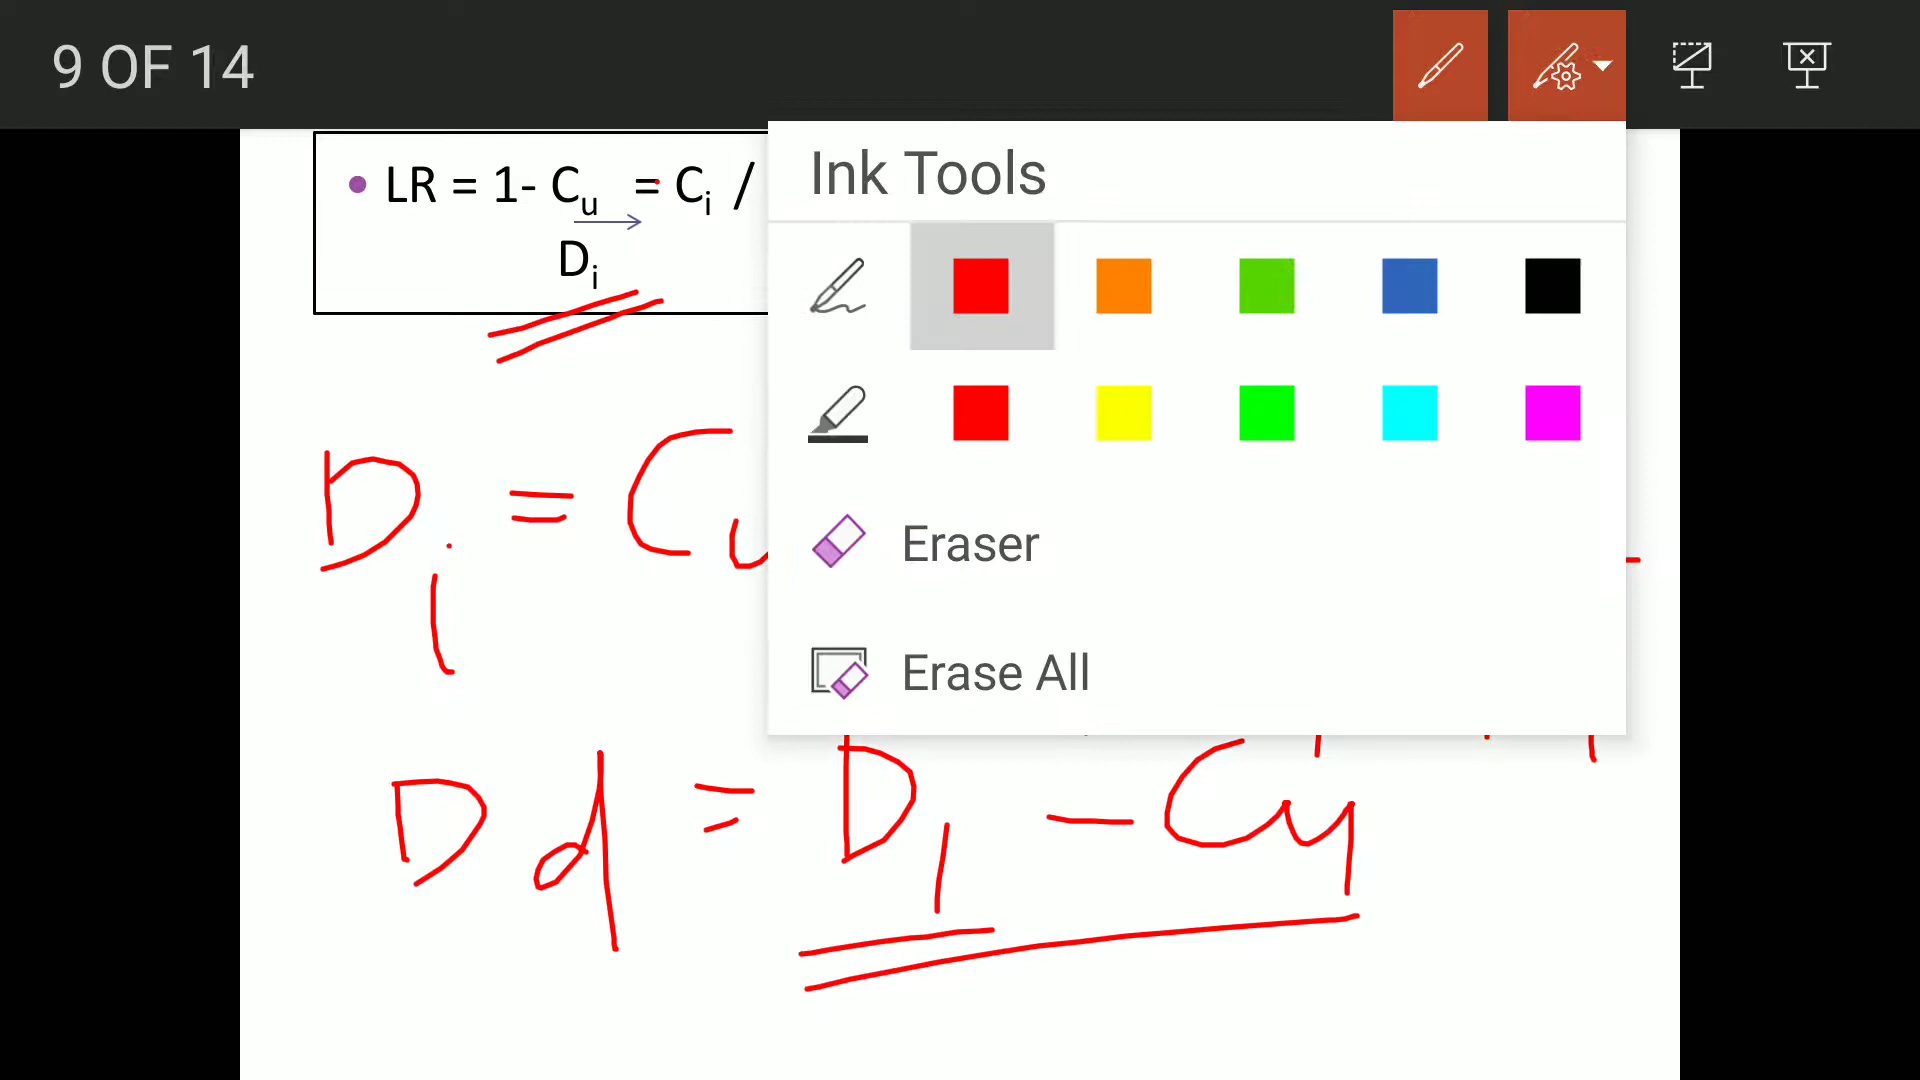 9 OF 14
Ink Tools
• LR = 1- Cu = Ci /
Di
Di = Cu
Eraser
Erase All
Dd = Di - Cu